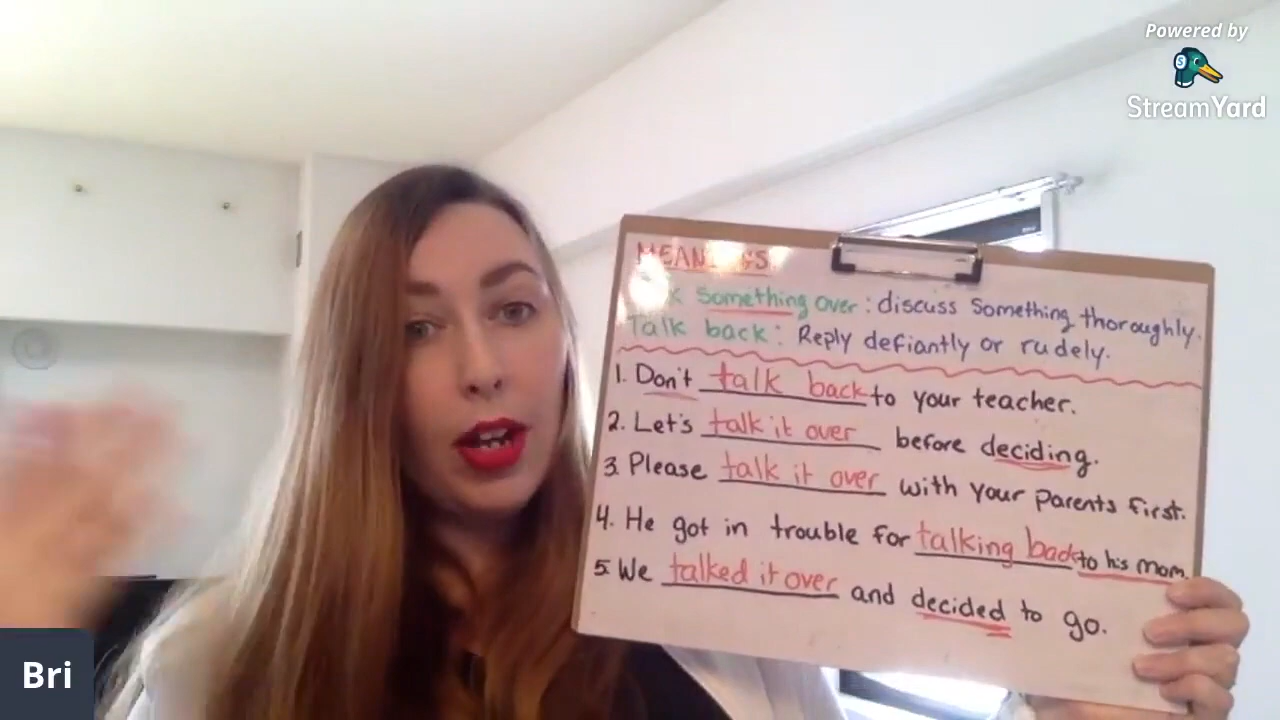 Powered by
StreamYard
something over: discuss something thoroughly.
Talk back: Reply defiantly or rudely.
1. Don't talk back to your teacher.
2. Let's talk it over before deciding.
3. Please talk it over with your parents first.
4. He got in trouble for talking back to his mom.
5. We talked it over and decided to go.
Bri